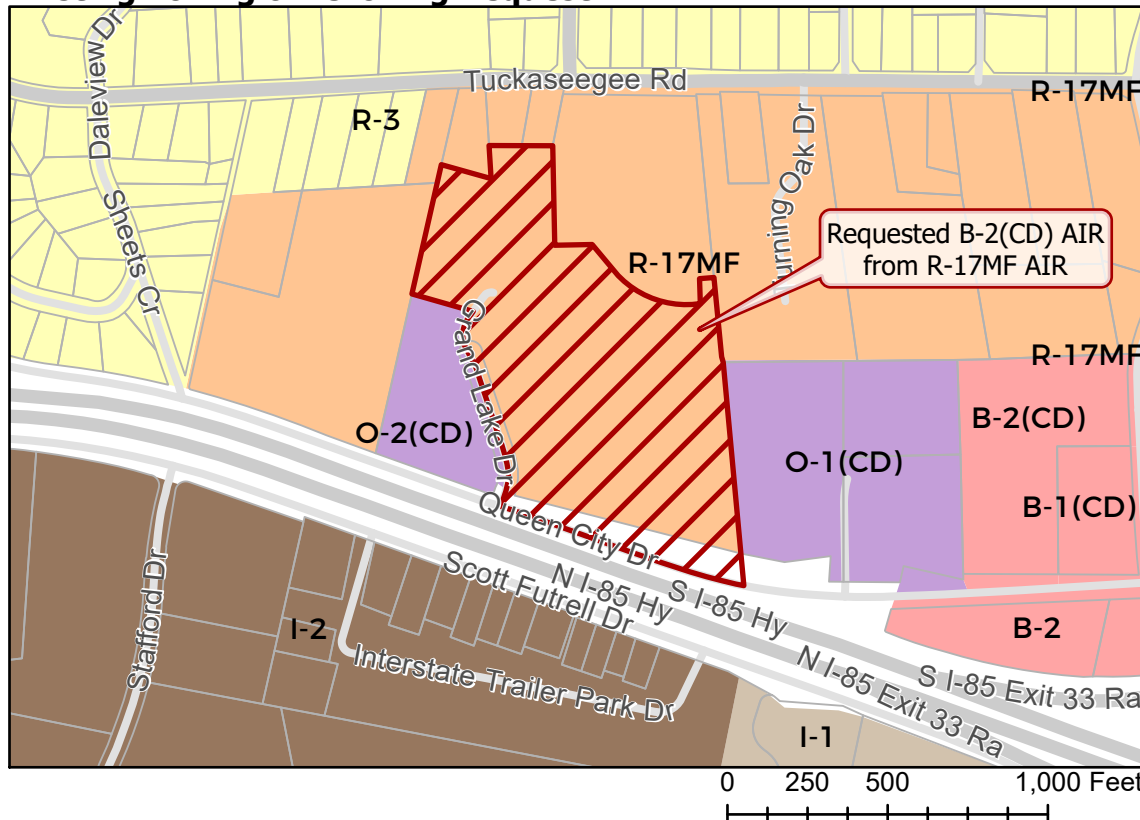 Tuckaseegee Rd
Daleview Dr
R-3
R-17MF
Sheets Cr
Oak Dr
Requested B-2(CD) AIR
from R-17MF AIR
R-17MF
R-17MF
Grand Lake Dr
O-2(CD)
B-2(CD)
O-1(CD)
B-1(CD)
Queen City Dr
N I-85 Hy
S I-85 Hy
Scott Futrell Dr
Stafford Dr
I-2
B-2
Interstate Trailer Park Dr
N I-85 Exit 33 Ra
S I-85 Exit 33 Ra
I-1
0 250 500 1,000 Feet